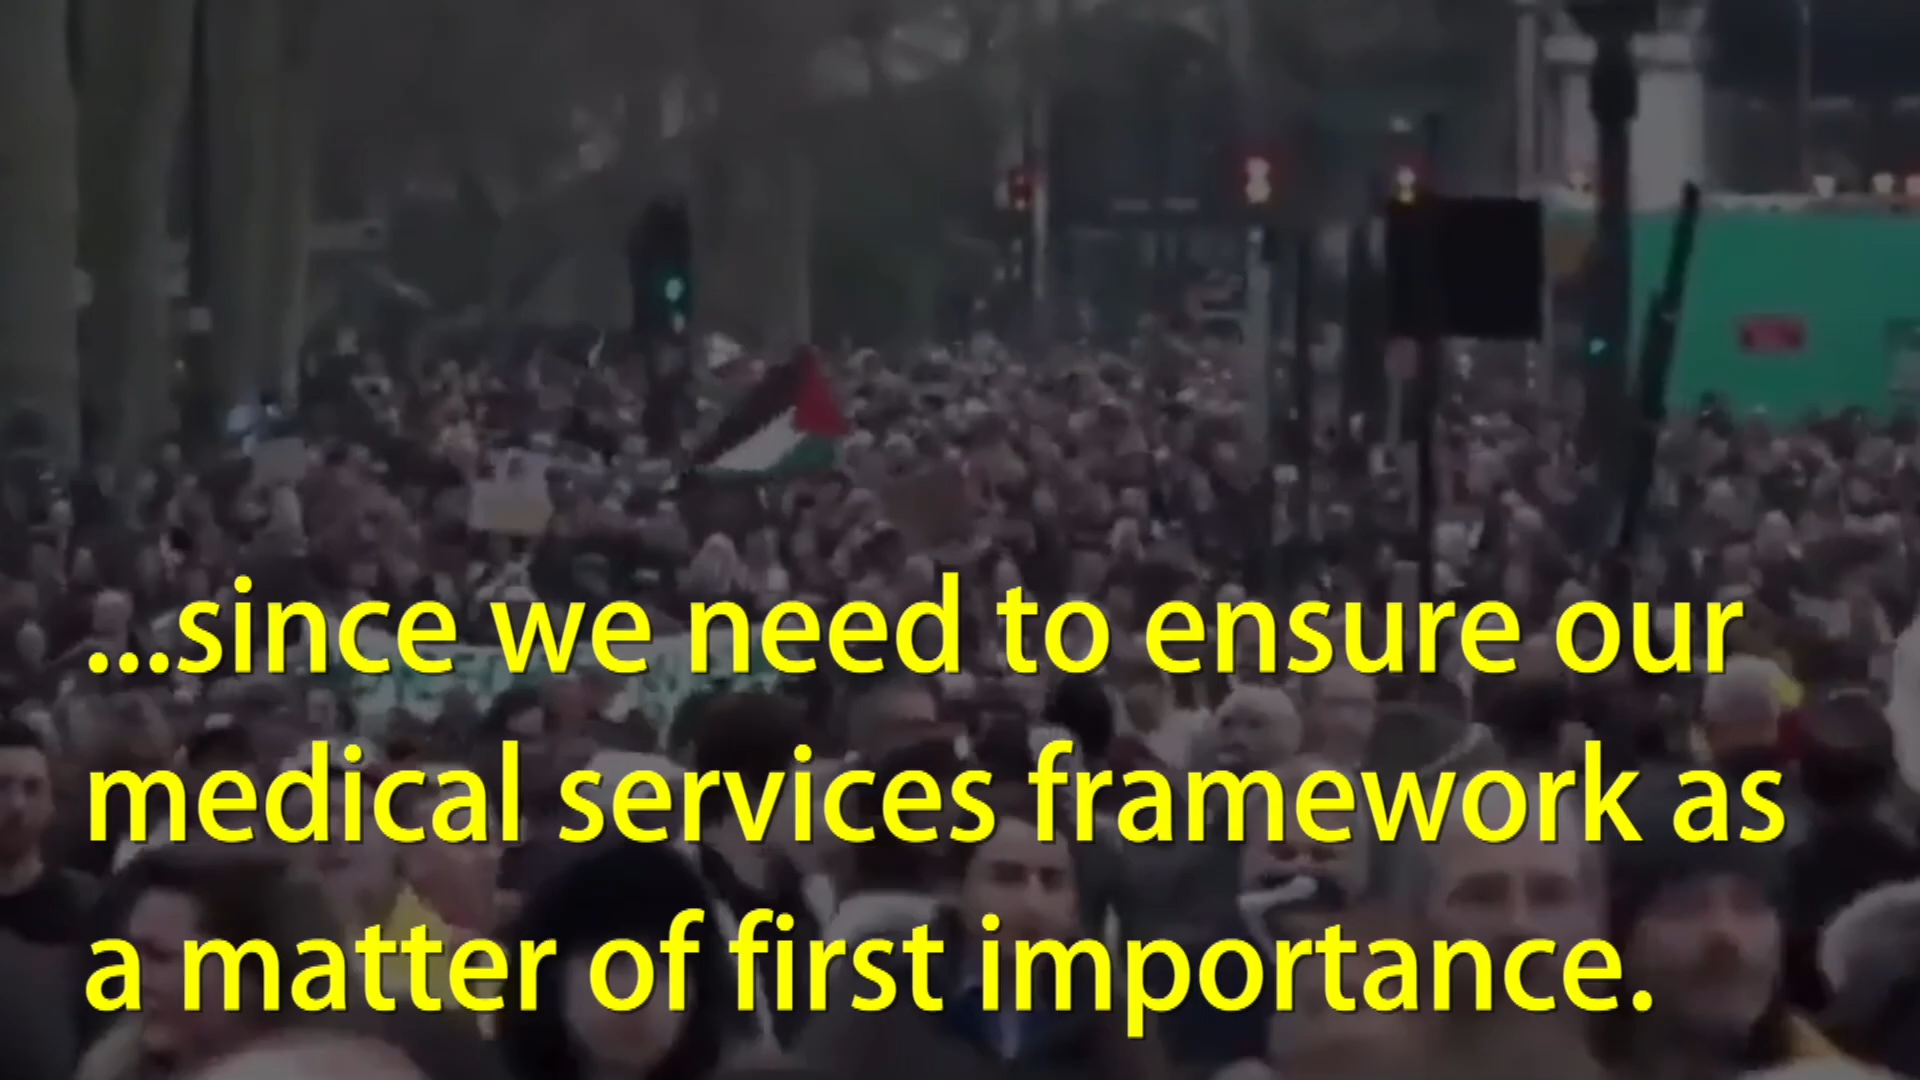 ...since we need to ensure our
medical services framework as
a matter of first importance.